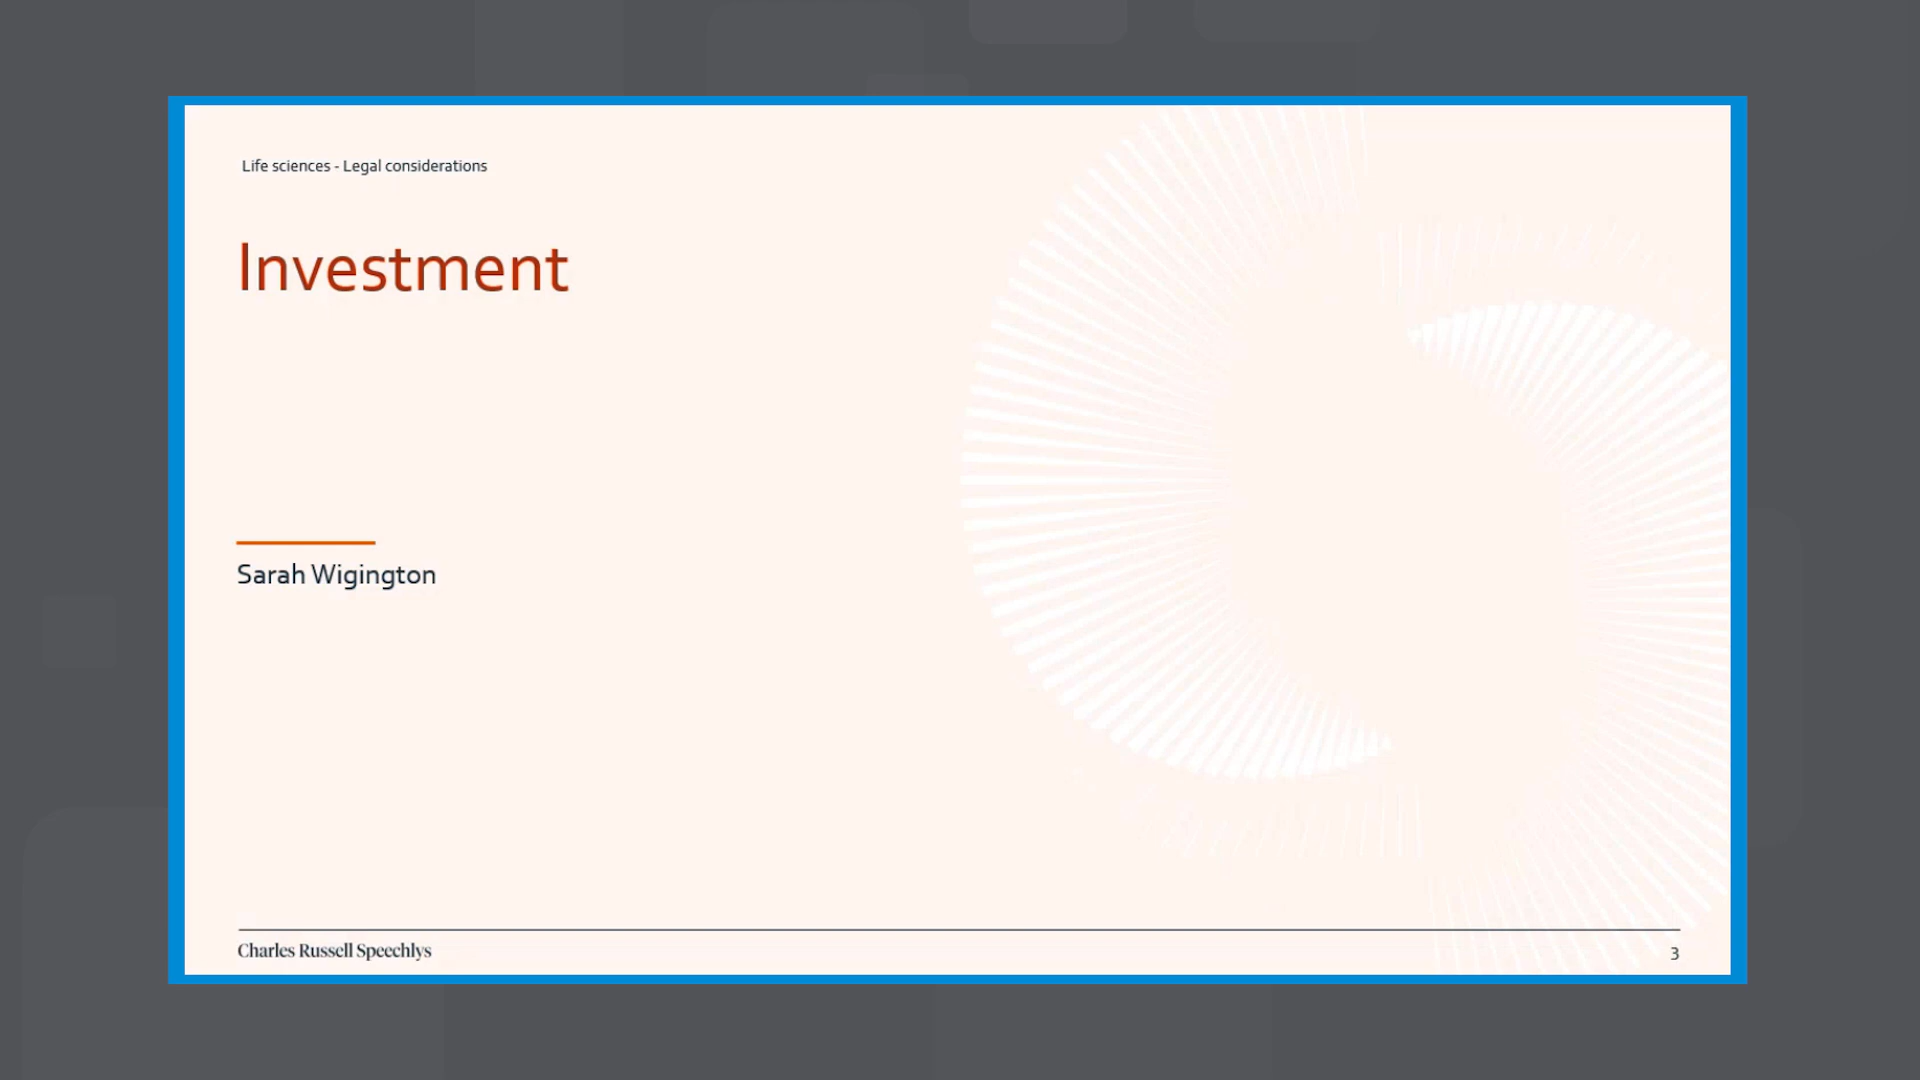 Life sciences - Legal considerations
Investment
Sarah Wigington
Charles Russell Speechlys
3